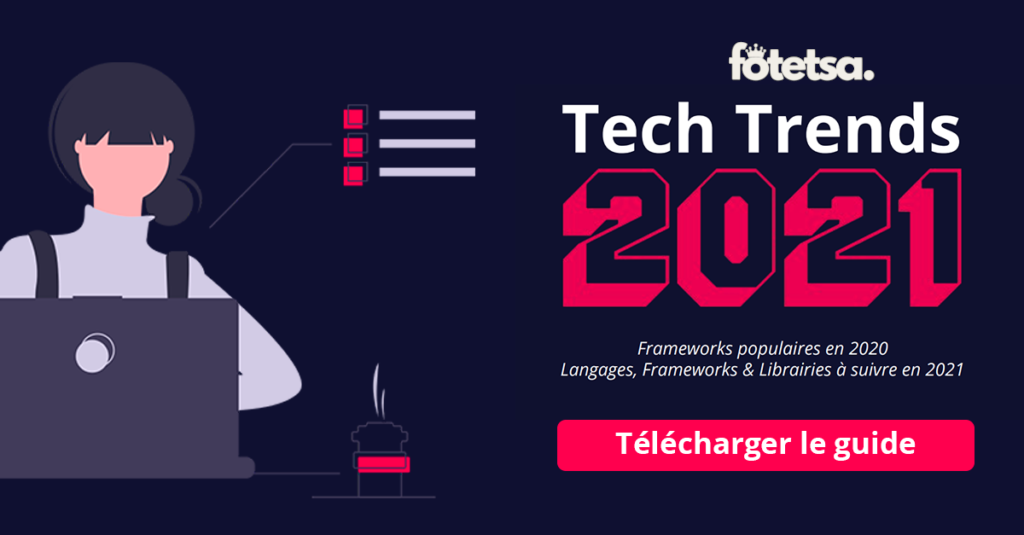 fotetsa.
Tech Trends
2021
Frameworks populaires en 2020
Langages, Frameworks & Librairies à suivre en 2021
Télécharger le guide